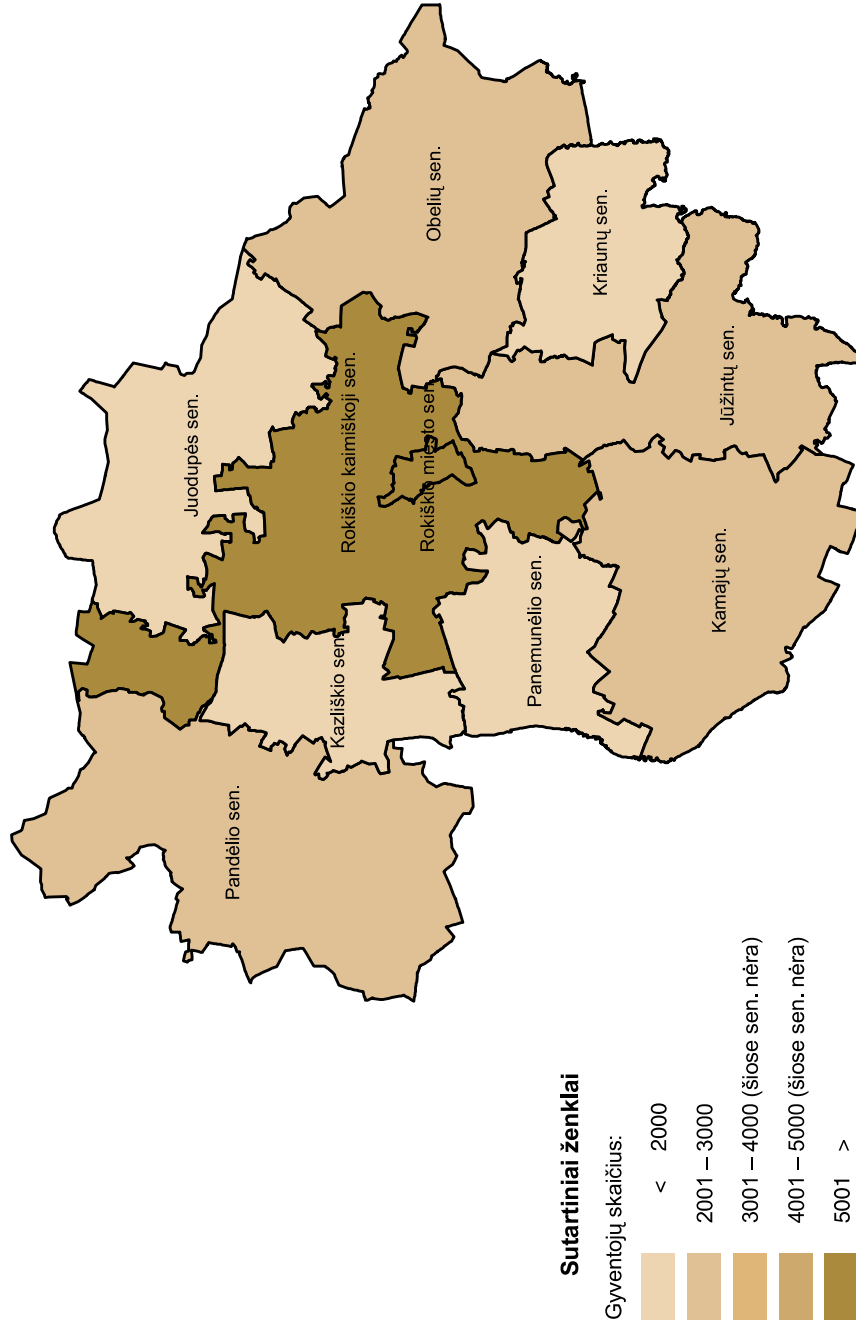 Pandėlio sen.
Kazliškio sen.
Juodupės sen.
Rokiškio kaimiškoji sen.
Rokiškio miesto sen.
Obelių sen.
Panemunėlio sen.
Kriaunų sen.
Kamajų sen.
Jūžintų sen.
Sutartiniai ženklai
Gyventojų skaičius:
< 2000
2001 – 3000
3001 – 4000 (šiose sen. nėra)
4001 – 5000 (šiose sen. nėra)
5001 >